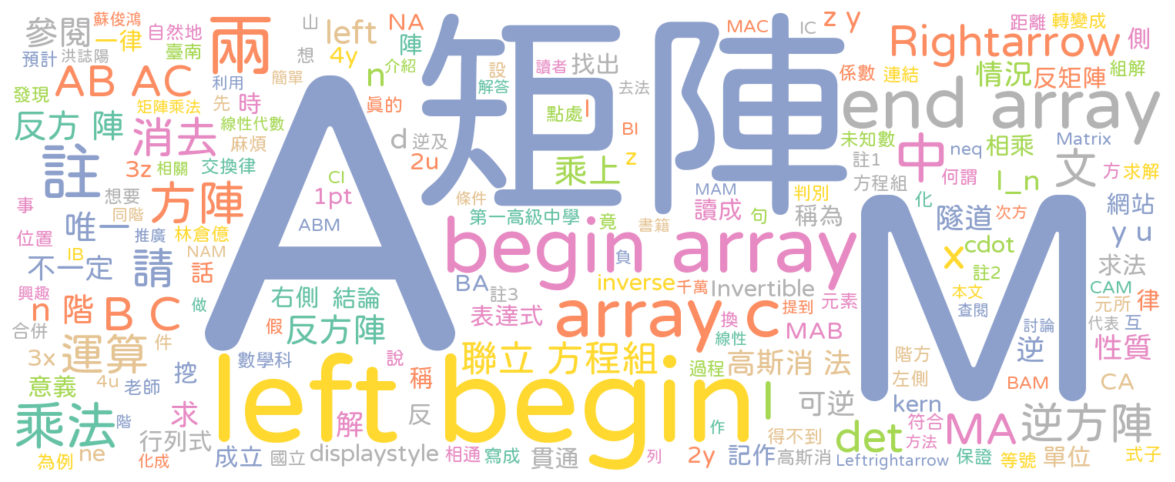 A
矩陣
M
left begin
begin array
end array
array c
Rightarrow
兩
註
消去
方陣
乘法
運算
B C
AB AC
反方 陣
請
唯一
不一定
n 階
參閱
一律
蘇俊鴻
自然地
臺南
預計
洪誌陽
發現
利用
矩陣乘法
先
時
線性代數
麻煩
3z
相關
交換律
想要
同階
事
位置
IB
推廣
林倉億
NAM
話
興趣
n
做
合併
3x
件
意義
4u
老師
挖
階
求
為例
ne
化成
行列式
國立
成立
displaystyle
數學科
解
說
稱
反
相通
寫成
貫通
列
山
想
left
4y
NA
陣
n
介紹
簡單
眞的
d
逆及
2u
CI
1pt
ABM
右側 結論
假
反方陣
設
解答
讀者
找出
去法
點處
l
BI
z
乘上
條件
第一高級中學
竟
書籍
負
BA
註3
inverse
千萬
Invertible
表達式
換
線性
提到
元素
MAB
聯立 方程組
過程
高斯消 法
作
2y
記作
高斯消
得不到
I
可逆
det
MAC
IC
z y
係數
連結
MAM
判別
句
讀成
稱為
距離
轉變成
側
情況
反矩陣
組解
未知數
neq
相乘
Matrix
註1
中
何謂
文
方
求解
方程組
I_n
化
隧道
次方
網站
x
cdot
y u
註2
求法
本文
CAM
查閱
元所
律
討論
代表
互
逆
性質
階方
左側
BAM
CA
kern
符合
MA
逆方陣
方法
Leftrightarrow
保證
等號
單位
式子